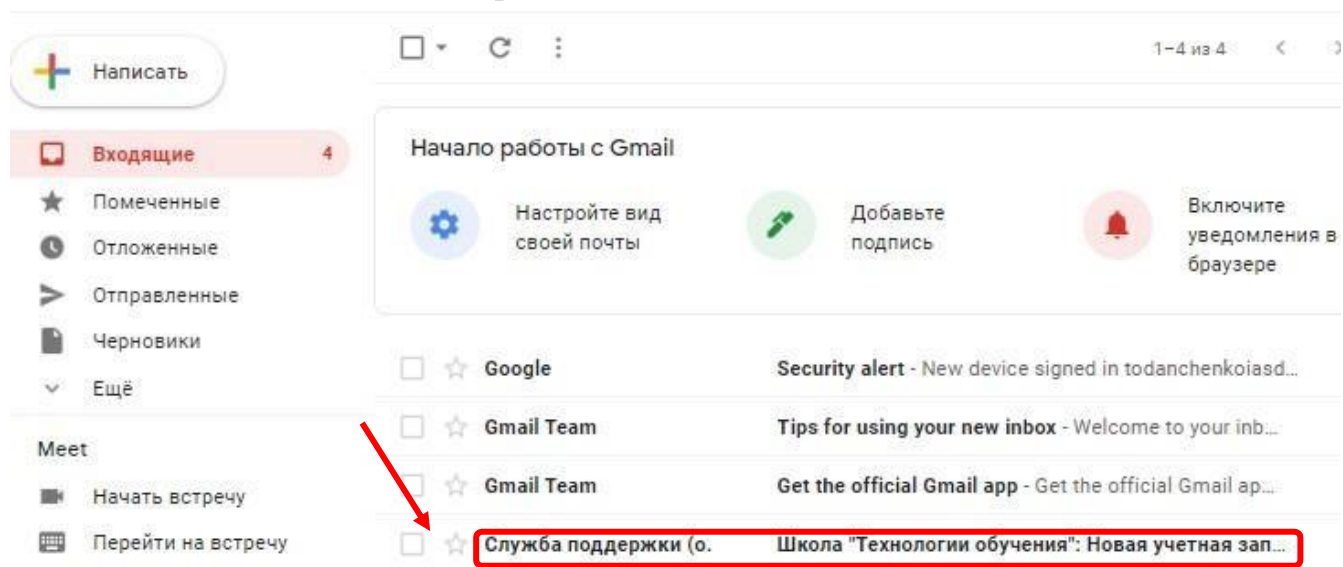 Написать
1–4 из 4
Входящие 4
Помеченные
Отложенные
Отправленные
Черновики
Ещё
Meet
Начать встречу
Перейти на встречу
Начало работы с Gmail
Настройте вид
своей почты
Добавьте
подпись
Включите
уведомления в
браузере
Google Security alert - New device signed in todanchenkoiasd...
Gmail Team Tips for using your new inbox - Welcome to your inb...
Gmail Team Get the official Gmail app - Get the official Gmail ap...
Служба поддержки (о. Школа "Технологии обучения": Новая учетная зап...